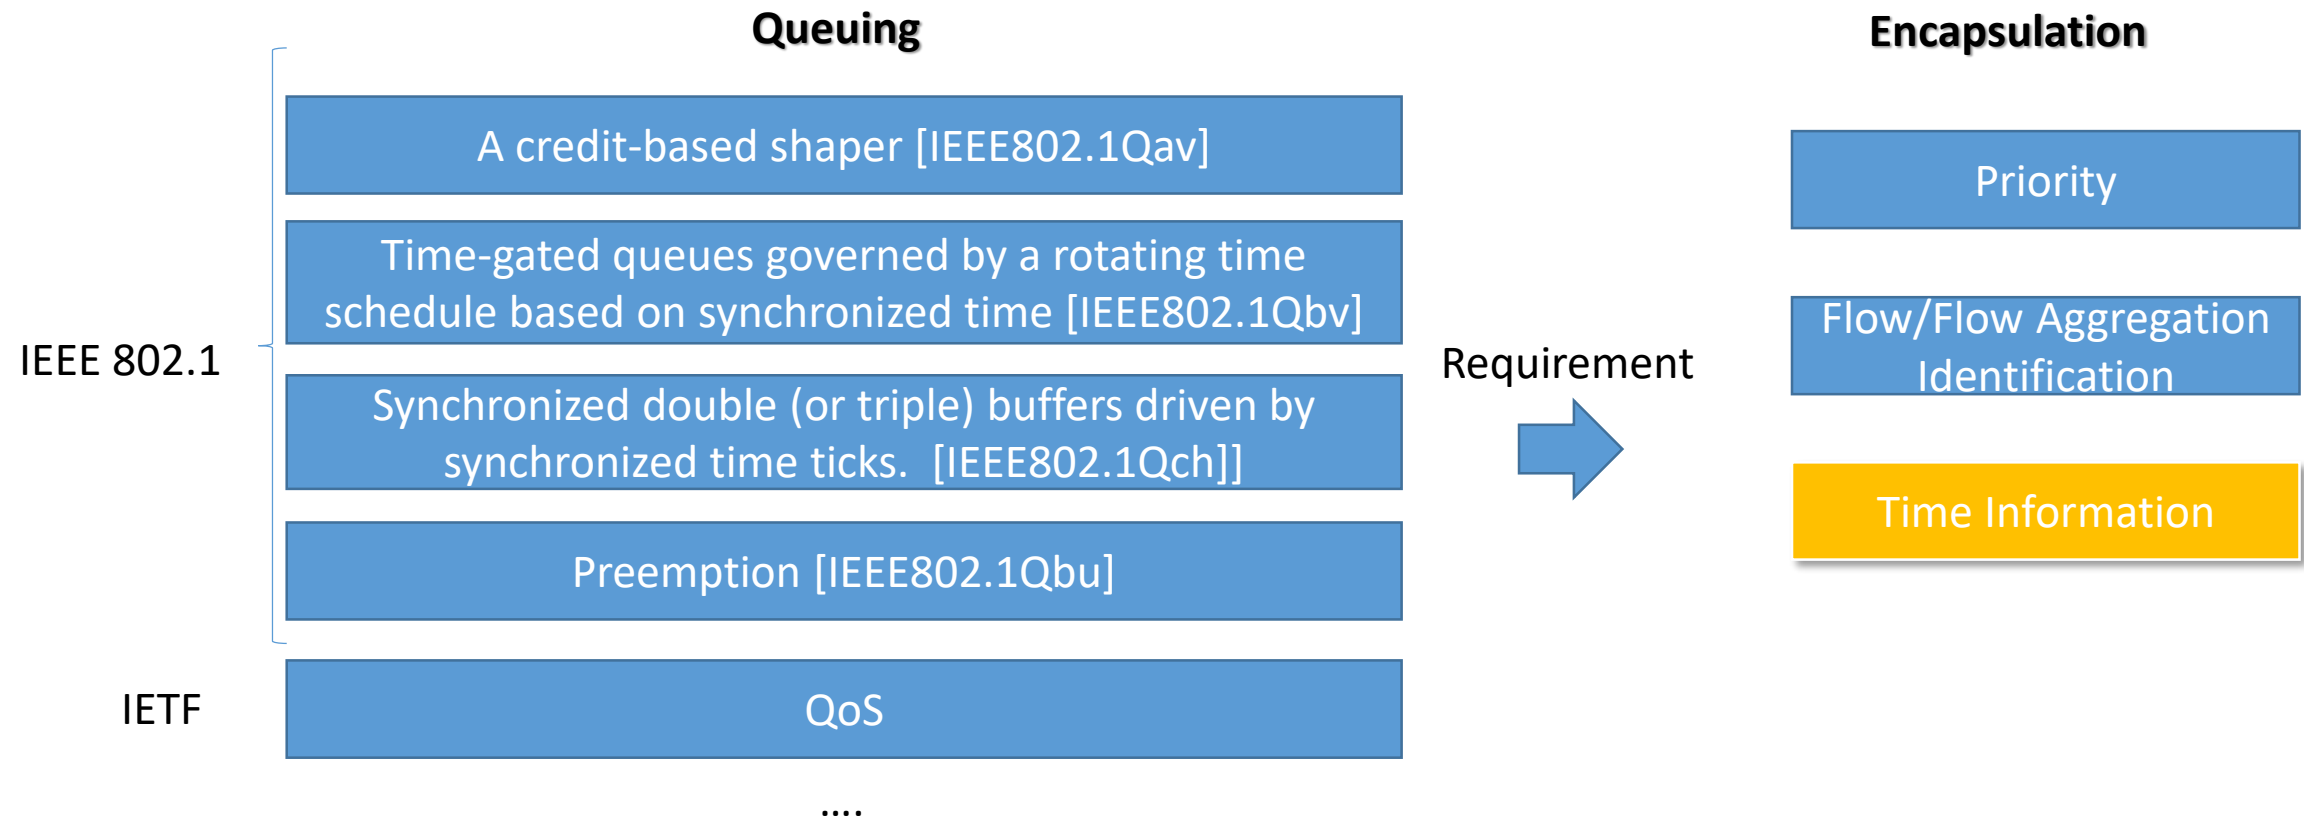 Queuing
Encapsulation
IEEE 802.1
A credit-based shaper [IEEE802.1Qav]
Time-gated queues governed by a rotating time
schedule based on synchronized time [IEEE802.1Qbv]
Synchronized double (or triple) buffers driven by
synchronized time ticks.  [IEEE802.1Qch]]
Preemption [IEEE802.1Qbu]
IETF
QoS
....
Requirement
Priority
Flow/Flow Aggregation
Identification
Time Information